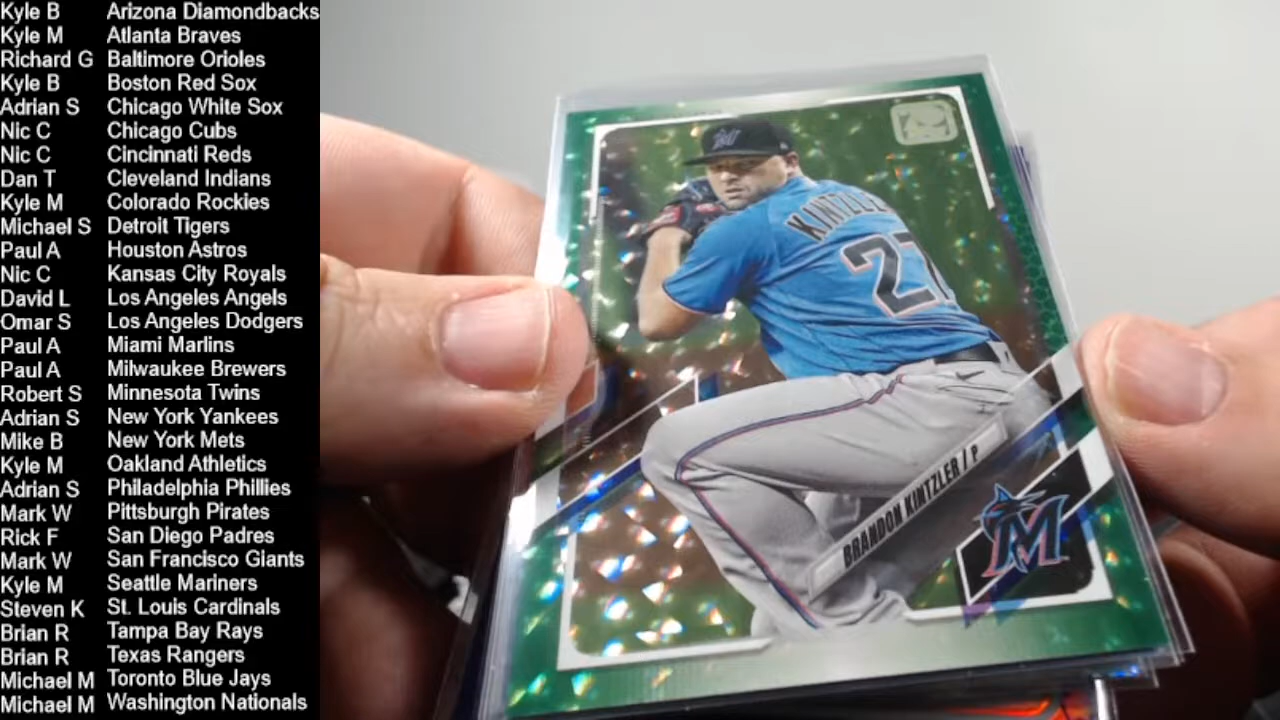 Kyle B Arizona Diamondbacks
Kyle M Atlanta Braves
Richard G Baltimore Orioles
Kyle B Boston Red Sox
Adrian S Chicago White Sox
Nic C Chicago Cubs
Nic C Cincinnati Reds
Dan T Cleveland Indians
Kyle M Colorado Rockies
Michael S Detroit Tigers
Paul A Houston Astros
Nic C Kansas City Royals
David L Los Angeles Angels
Omar S Los Angeles Dodgers
Paul A Miami Marlins
Paul A Milwaukee Brewers
Robert S Minnesota Twins
Adrian S New York Yankees
Mike B New York Mets
Kyle M Oakland Athletics
Adrian S Philadelphia Phillies
Mark W Pittsburgh Pirates
Rick F San Diego Padres
Mark W San Francisco Giants
Kyle M Seattle Mariners
Steven K St. Louis Cardinals
Brian R Tampa Bay Rays
Brian R Texas Rangers
Michael M Toronto Blue Jays
Michael M Washington Nationals
70
M
KINTZLE
27
BRANDON KINTZLER / P
M